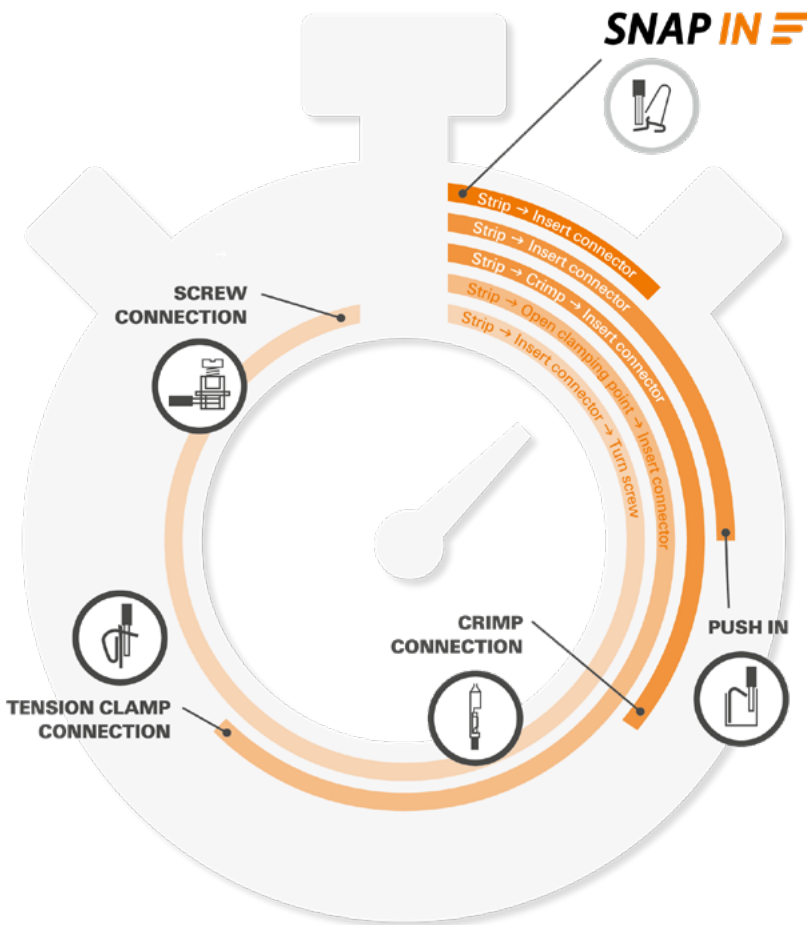 SNAP IN
Strip → Insert connector
Strip → Insert connector
Strip → Crimp → Insert connector
Strip → Open clamping point → Insert connector
Strip → Insert connector → Turn screw
SCREW
CONNECTION
CRIMP
CONNECTION
PUSH IN
TENSION CLAMP
CONNECTION